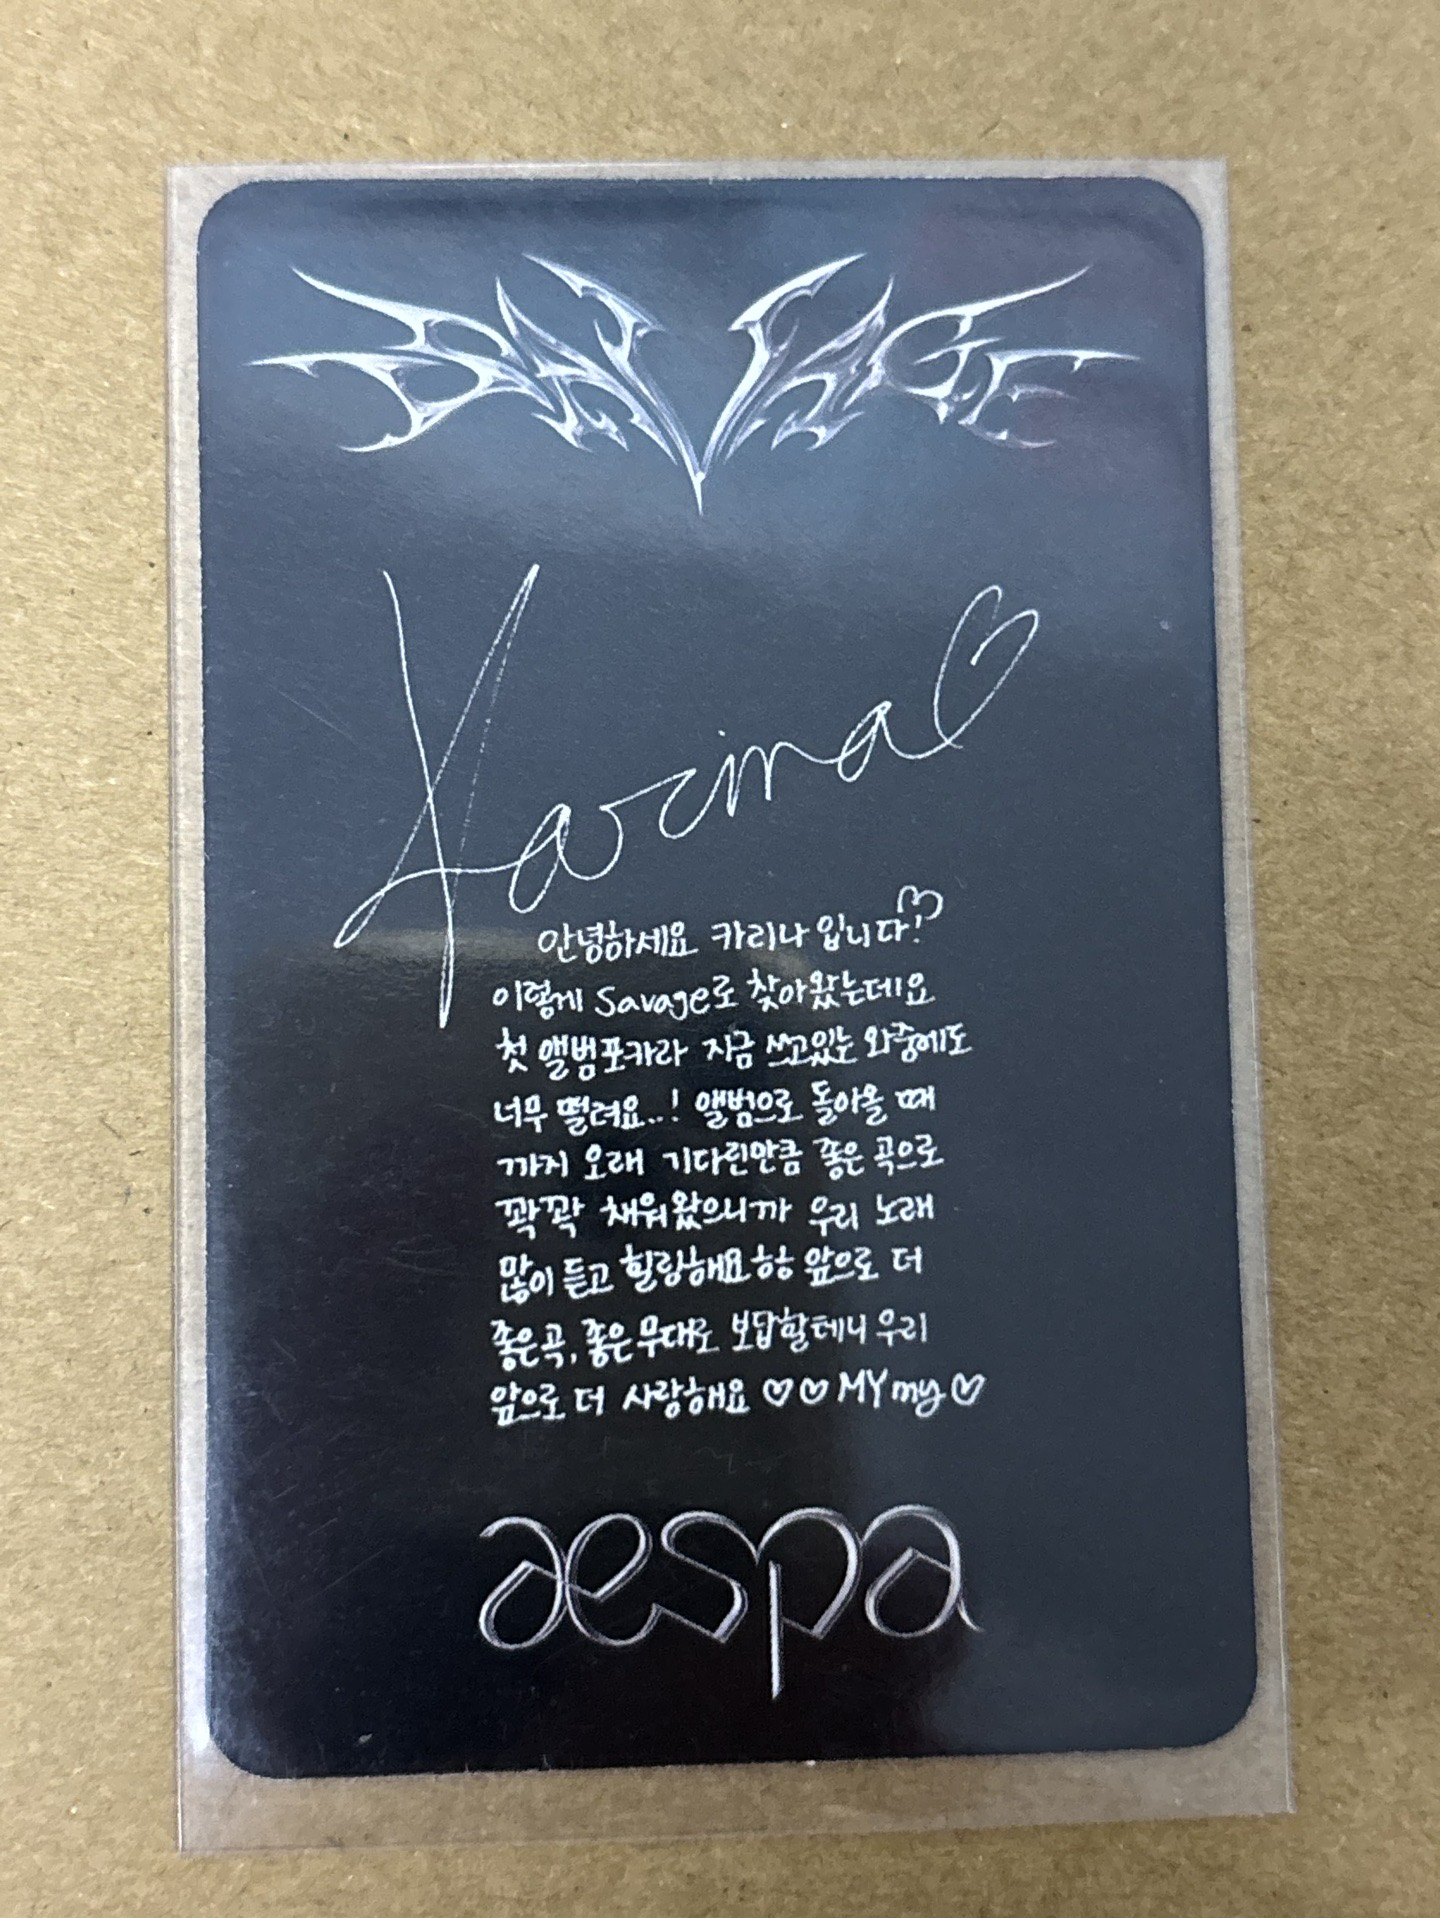 SAVAGE
Karina♡
안녕하세요 카리나 입니다!♡
이렇게 Savage로 찾아왔는데요
첫 앨범포카라 지금 쓰고있는 와중에도
너무 떨려요..! 앨범으로 돌아올 때
까지 오래 기다린만큼 좋은 곡으로
꽉꽉 채워왔으니까 우리 노래
많이 듣고 힐링해요ㅎㅎ 앞으로 더
좋은곡, 좋은무대로 보답할테니 우리
앞으로 더 사랑해요 ♡♡ MY my♡
aespa